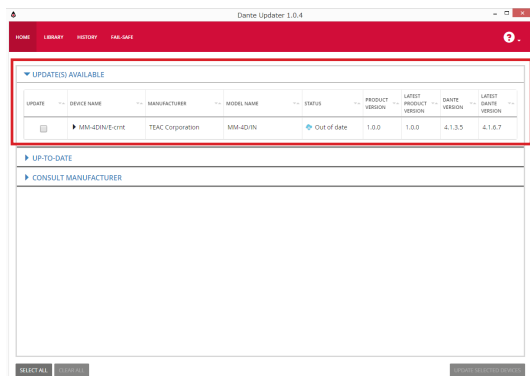 Dante Updater 1.0.4
HOME LIBRARY HISTORY FAIL-SAFE
UPDATE(S) AVAILABLE
UPDATE DEVICE NAME MANUFACTURER MODEL NAME STATUS PRODUCT VERSION LATEST PRODUCT VERSION DANTE VERSION LATEST DANTE VERSION
MM-4DIN/E-crnt TEAC Corporation MM-4D/IN Out of date 1.0.0 1.0.0 4.1.3.5 4.1.6.7
UP-TO-DATE
CONSULT MANUFACTURER
SELECT ALL CLEAR ALL UPDATE SELECTED DEVICES